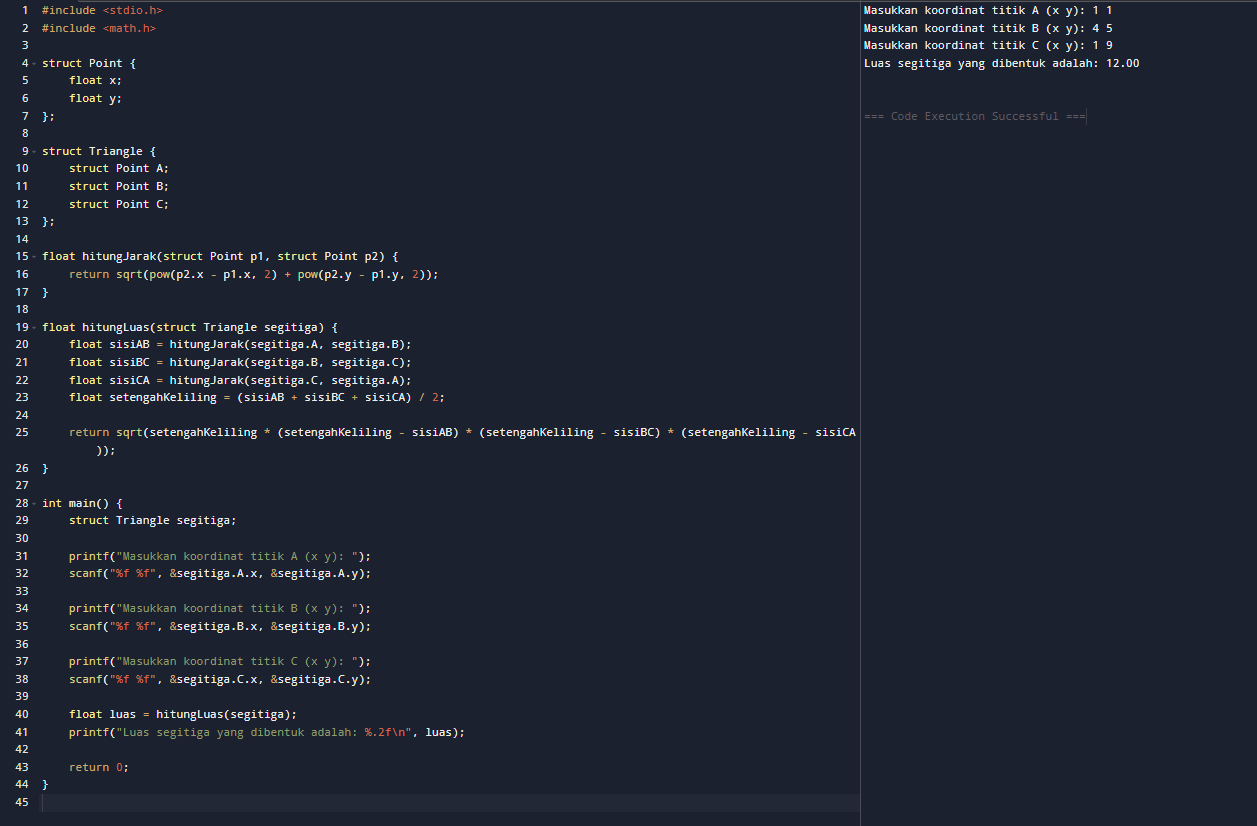 1 #include <stdio.h>
2 #include <math.h>
3
4 struct Point {
5     float x;
6     float y;
7 };
8
9 struct Triangle {
10     struct Point A;
11     struct Point B;
12     struct Point C;
13 };
14
15 float hitungJarak(struct Point p1, struct Point p2) {
16     return sqrt(pow(p2.x - p1.x, 2) + pow(p2.y - p1.y, 2));
17 }
18
19 float hitungLuas(struct Triangle segitiga) {
20     float sisiAB = hitungJarak(segitiga.A, segitiga.B);
21     float sisiBC = hitungJarak(segitiga.B, segitiga.C);
22     float sisiCA = hitungJarak(segitiga.C, segitiga.A);
23     float setengahKeliling = (sisiAB + sisiBC + sisiCA) / 2;
24
25     return sqrt(setengahKeliling * (setengahKeliling - sisiAB) * (setengahKeliling - sisiBC) * (setengahKeliling - sisiCA
        ));
26 }
27
28 int main() {
29     struct Triangle segitiga;
30
31     printf("Masukkan koordinat titik A (x y): ");
32     scanf("%f %f", &segitiga.A.x, &segitiga.A.y);
33
34     printf("Masukkan koordinat titik B (x y): ");
35     scanf("%f %f", &segitiga.B.x, &segitiga.B.y);
36
37     printf("Masukkan koordinat titik C (x y): ");
38     scanf("%f %f", &segitiga.C.x, &segitiga.C.y);
39
40     float luas = hitungLuas(segitiga);
41     printf("Luas segitiga yang dibentuk adalah: %.2f\n", luas);
42
43     return 0;
44 }
45
Masukkan koordinat titik A (x y): 1 1
Masukkan koordinat titik B (x y): 4 5
Masukkan koordinat titik C (x y): 1 9
Luas segitiga yang dibentuk adalah: 12.00
=== Code Execution Successful ===